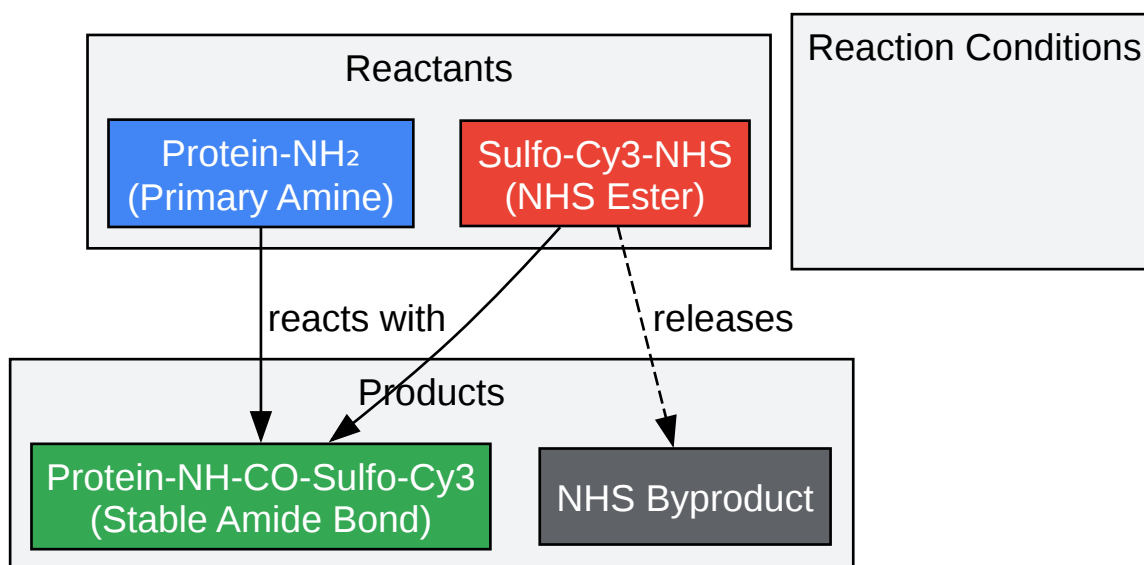 Reactants
Reaction Conditions
Protein-NH₂
(Primary Amine)
Sulfo-Cy3-NHS
(NHS Ester)
reacts with
releases
Products
Protein-NH-CO-Sulfo-Cy3
(Stable Amide Bond)
NHS Byproduct